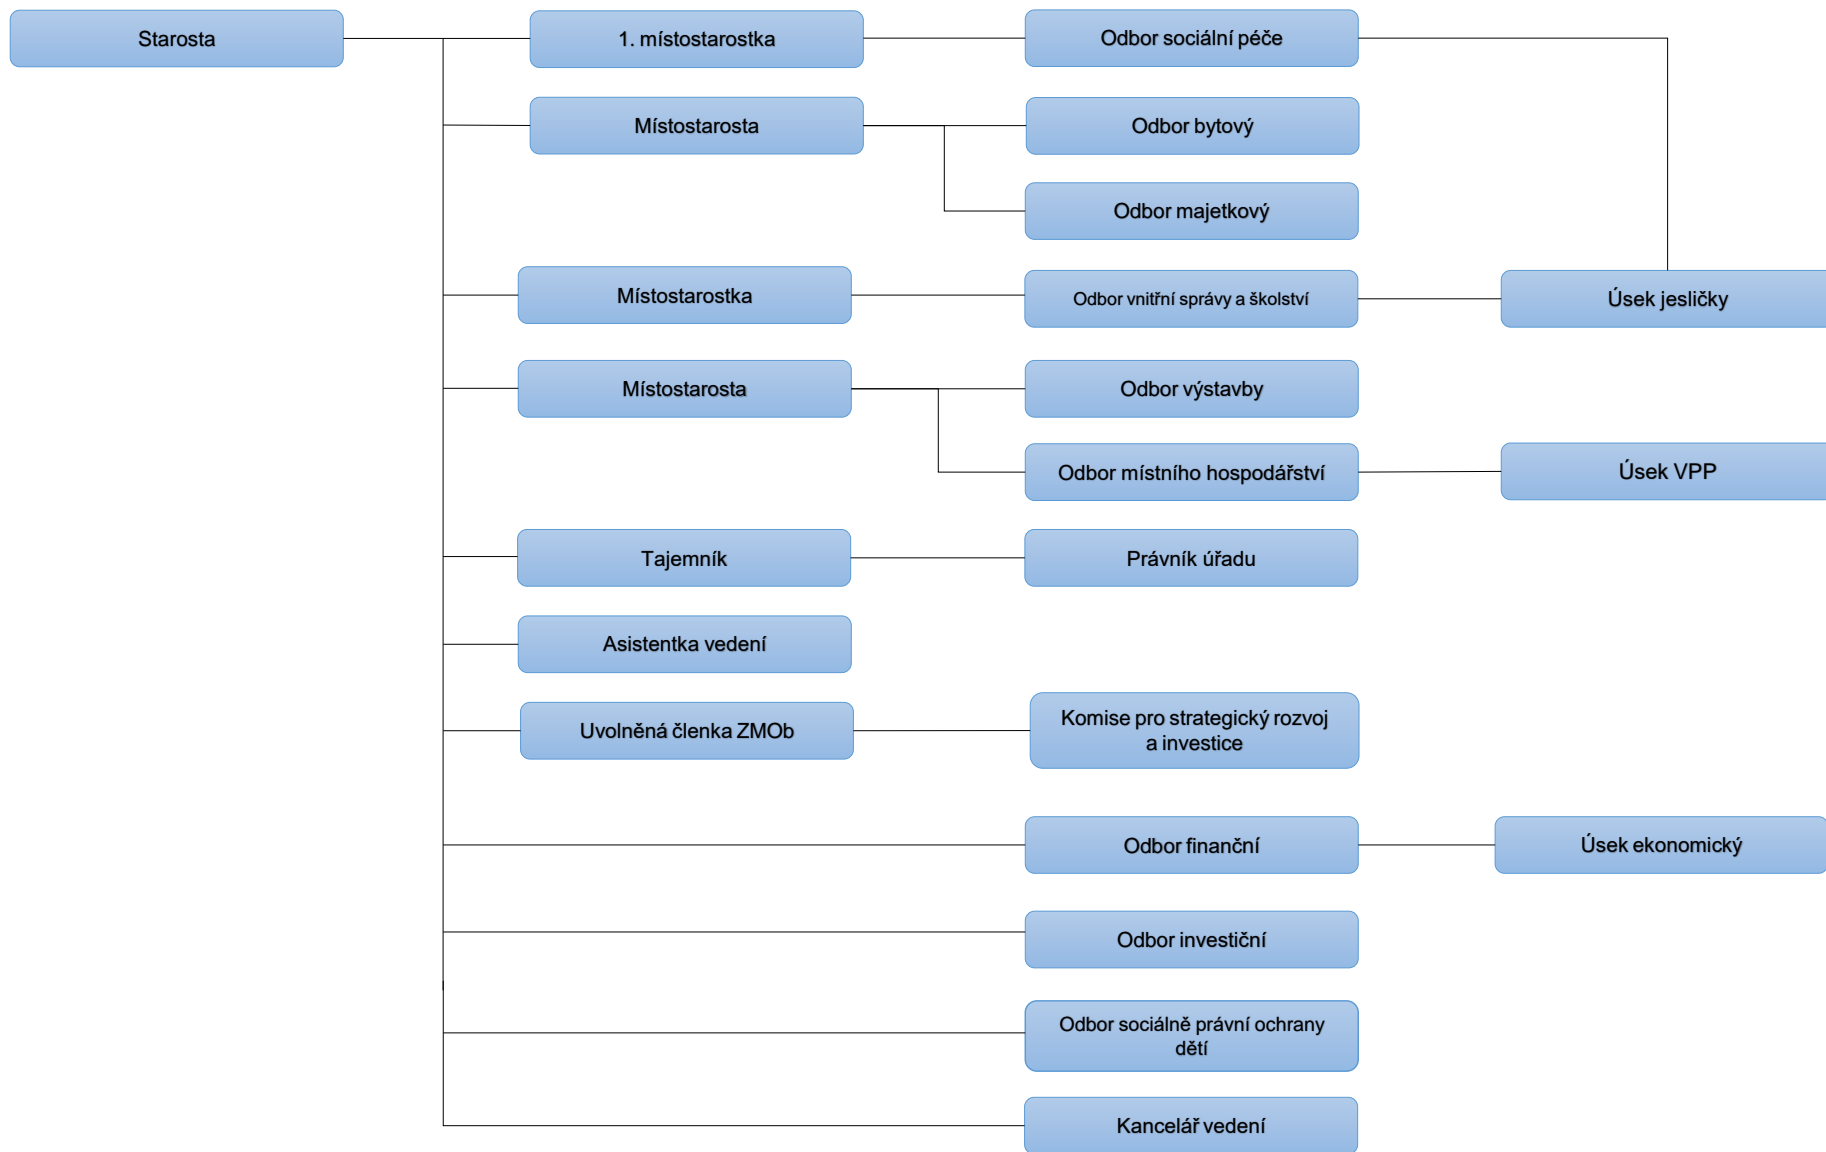 Starosta
1. místostarostka
Odbor sociální péče
Místostarosta
Odbor bytový
Odbor majetkový
Místostarostka
Odbor vnitřní správy a školství
Úsek jesličky
Místostarosta
Odbor výstavby
Odbor místního hospodářství
Úsek VPP
Tajemník
Právník úřadu
Asistentka vedení
Uvolněná členka ZMOb
Komise pro strategický rozvoj
a investice
Odbor finanční
Úsek ekonomický
Odbor investiční
Odbor sociálně právní ochrany
dětí
Kancelář vedení